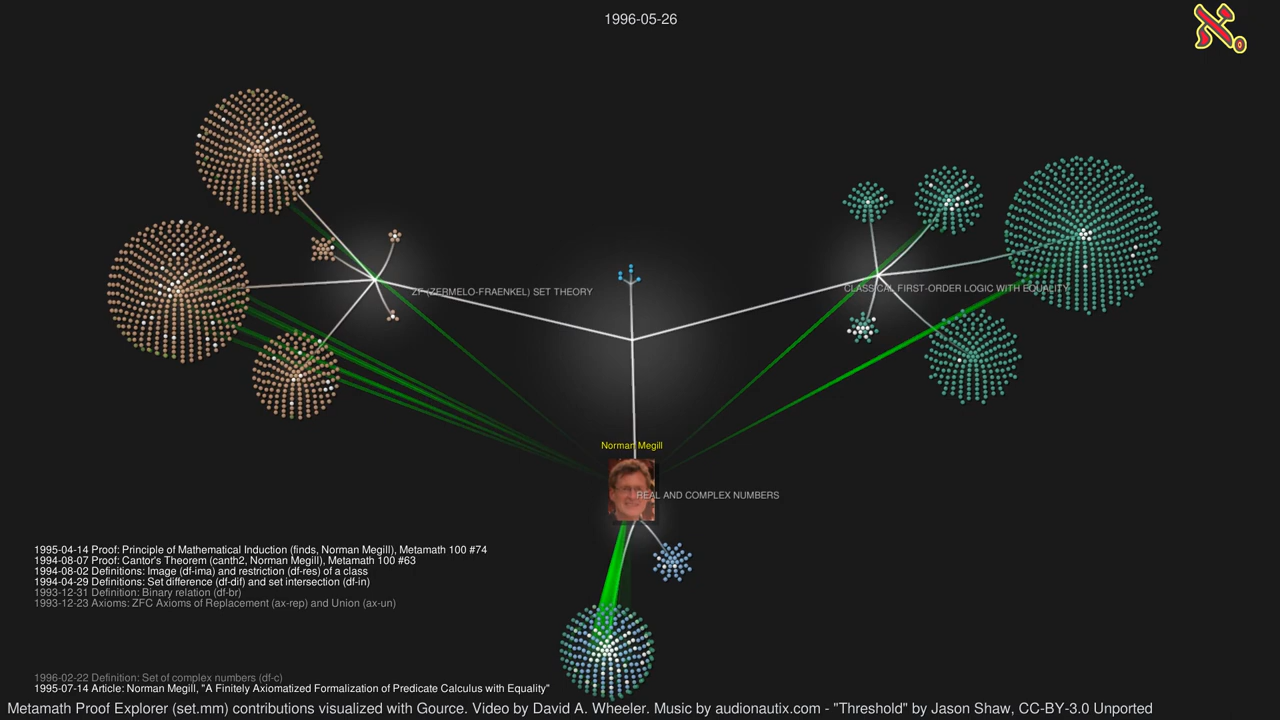 1996-05-26
ZF (ZERMELO-FRAENKEL) SET THEORY
CLASSICAL FIRST-ORDER LOGIC WITH EQUALITY
Norman Megill
REAL AND COMPLEX NUMBERS
1995-04-14 Proof: Principle of Mathematical Induction (finds, Norman Megill), Metamath 100 #74
1994-08-07 Proof: Cantor's Theorem (canth2, Norman Megill), Metamath 100 #63
1994-08-02 Definitions: Image (df-ima) and restriction (df-res) of a class
1994-04-29 Definitions: Set difference (df-dif) and set intersection (df-in)
1993-12-31 Definition: Binary relation (df-br)
1993-12-23 Axioms: ZFC Axioms of Replacement (ax-rep) and Union (ax-un)
1996-02-22 Definition: Set of complex numbers (df-c)
1995-07-14 Article: Norman Megill, "A Finitely Axiomatized Formalization of Predicate Calculus with Equality"
Metamath Proof Explorer (set.mm) contributions visualized with Gource. Video by David A. Wheeler. Music by audionautix.com - "Threshold" by Jason Shaw, CC-BY-3.0 Unported